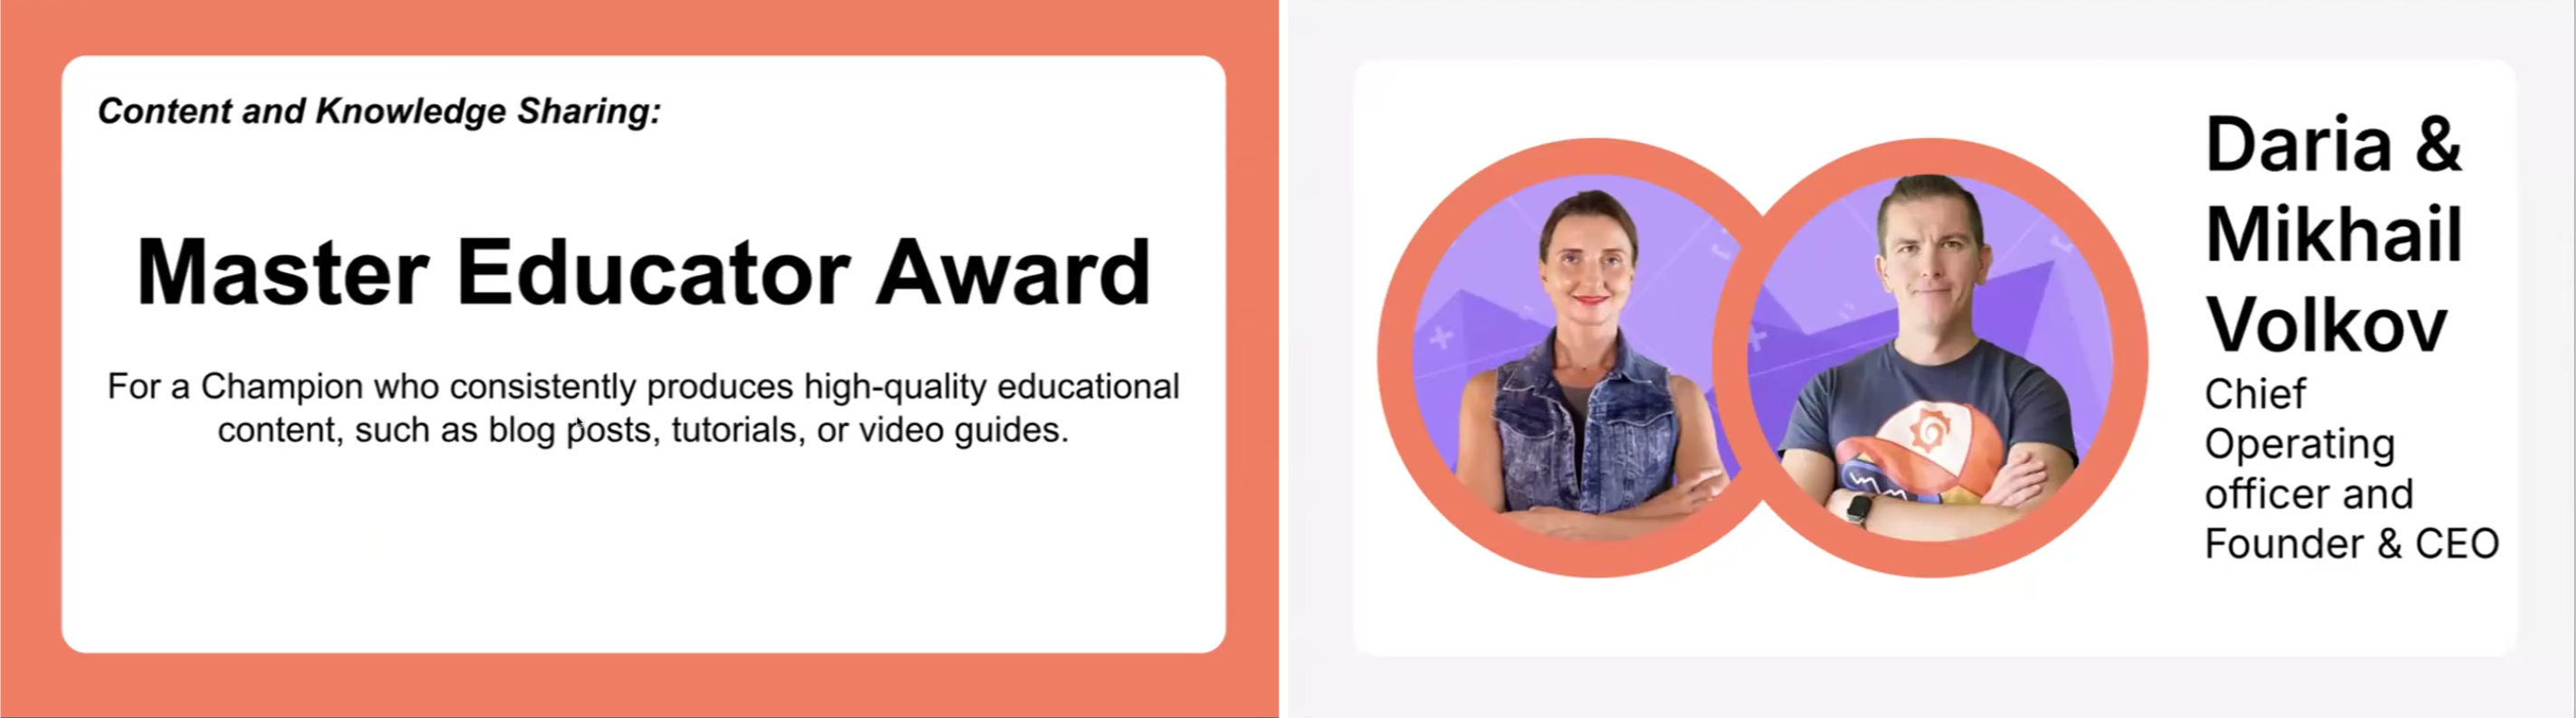 Content and Knowledge Sharing:
Master Educator Award
For a Champion who consistently produces high-quality educational
content, such as blog posts, tutorials, or video guides.
Daria &
Mikhail
Volkov
Chief
Operating
officer and
Founder & CEO